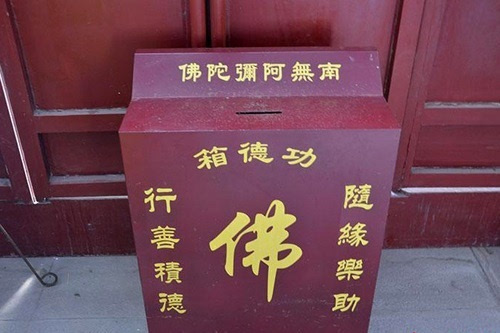 南無阿彌陀佛
功德箱
隨緣樂助
佛
行善積德